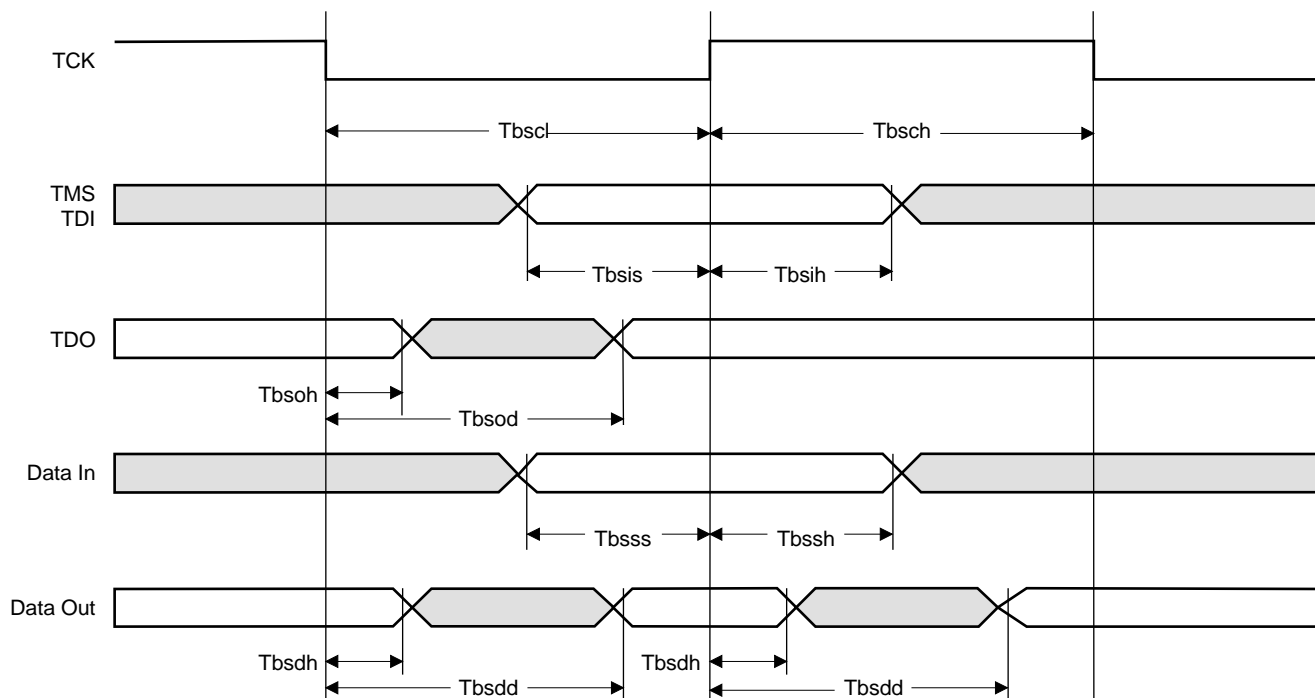 TCK
Tbscl
Tbsch
TMS
TDI
Tbsis
Tbsih
TDO
Tbsoh
Tbsod
Data In
Tbsss
Tbssh
Data Out
Tbsdh
Tbsdh
Tbsdd
Tbsdd